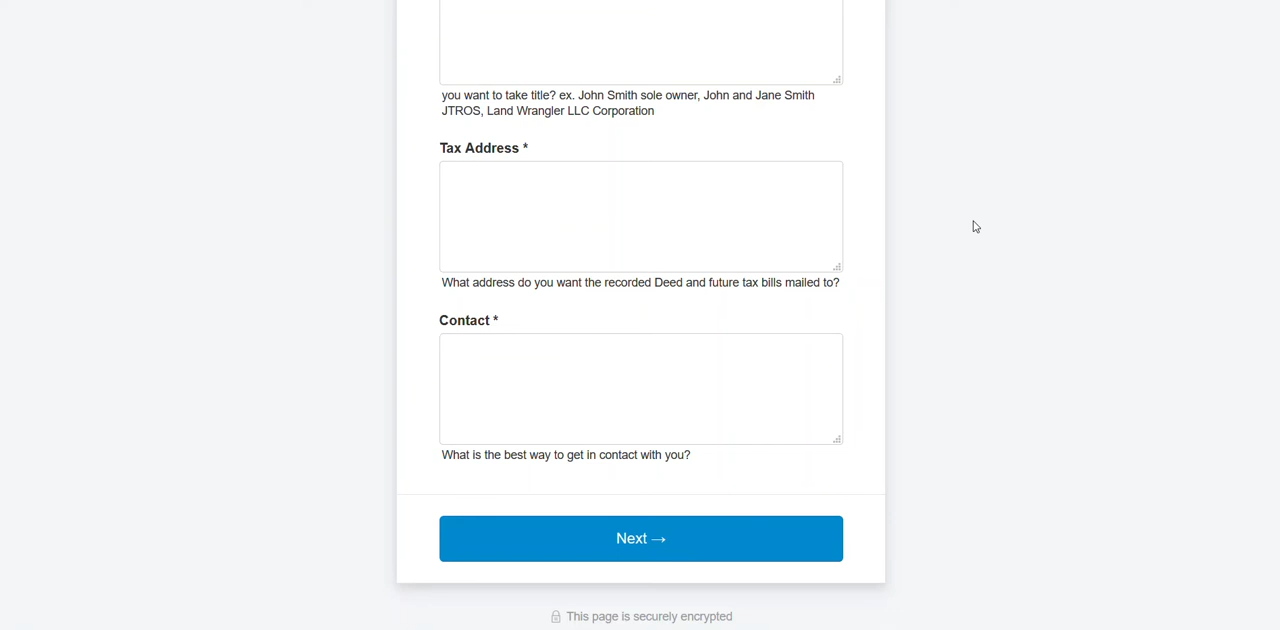 you want to take title? ex. John Smith sole owner, John and Jane Smith
JTROS, Land Wrangler LLC Corporation
Tax Address *
What address do you want the recorded Deed and future tax bills mailed to?
Contact *
What is the best way to get in contact with you?
Next →
This page is securely encrypted